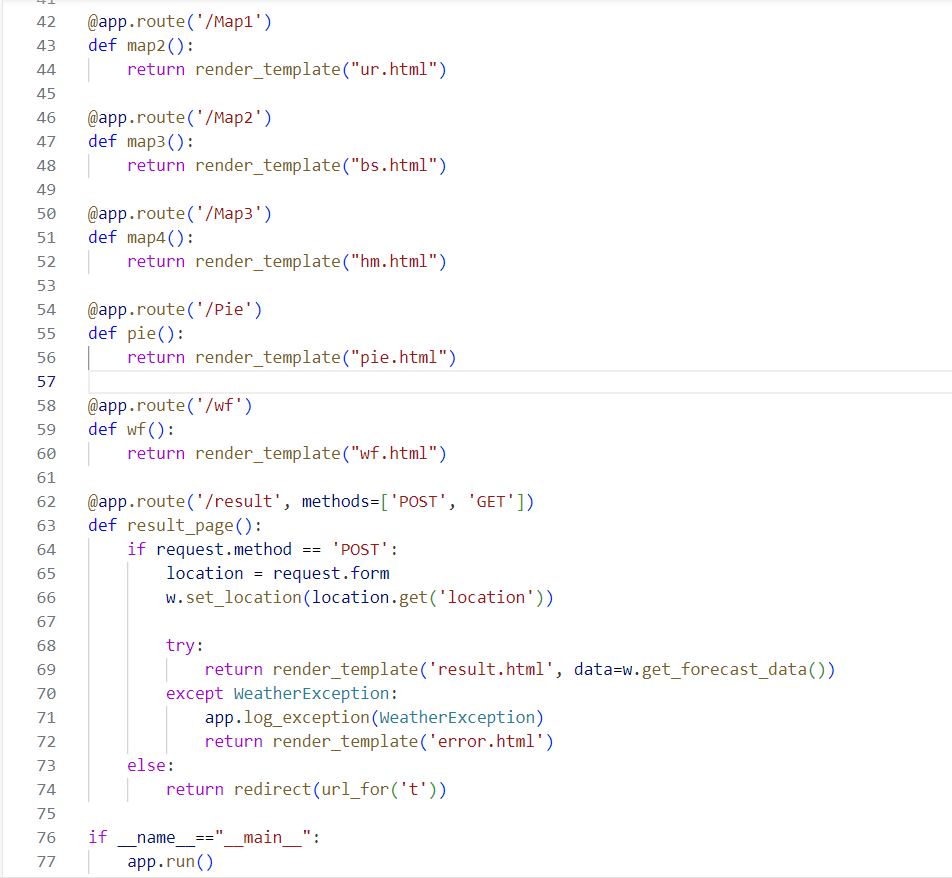 41
42 @app.route('/Map1')
43 def map2():
44     return render_template("ur.html")
45
46 @app.route('/Map2')
47 def map3():
48     return render_template("bs.html")
49
50 @app.route('/Map3')
51 def map4():
52     return render_template("hm.html")
53
54 @app.route('/Pie')
55 def pie():
56     return render_template("pie.html")
57
58 @app.route('/wf')
59 def wf():
60     return render_template("wf.html")
61
62 @app.route('/result', methods=['POST', 'GET'])
63 def result_page():
64     if request.method == 'POST':
65         location = request.form
66         w.set_location(location.get('location'))
67
68         try:
69             return render_template('result.html', data=w.get_forecast_data())
70         except WeatherException:
71             app.log_exception(WeatherException)
72             return render_template('error.html')
73     else:
74         return redirect(url_for('t'))
75
76 if __name__=="__main__":
77     app.run()